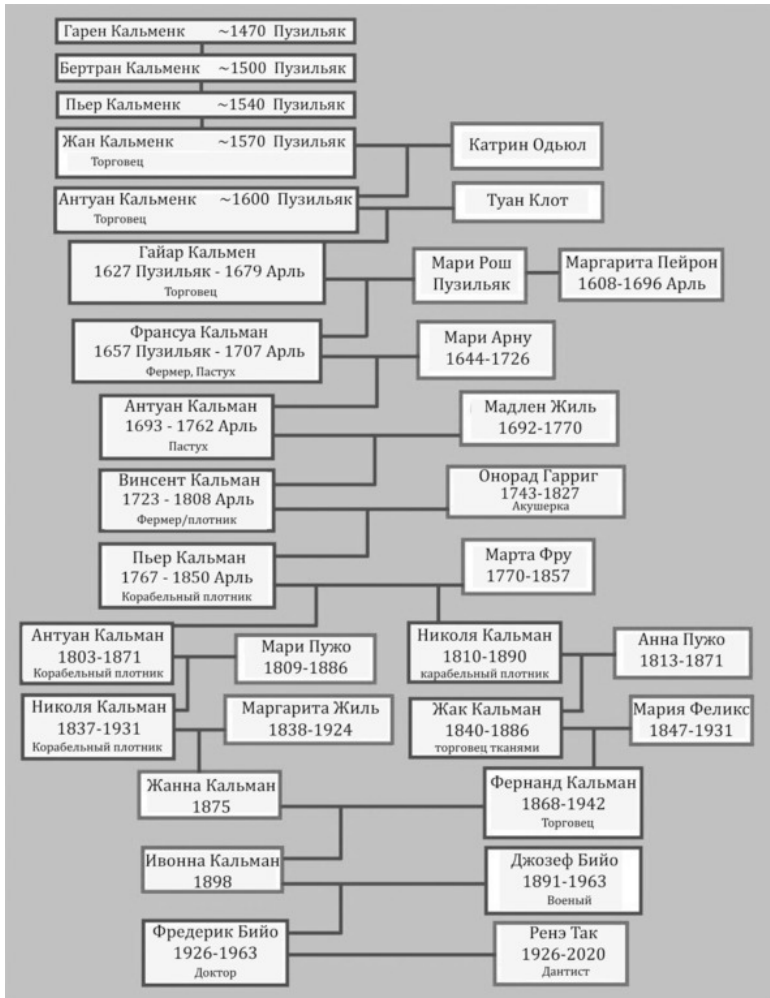 Гарен Кальменк ~1470 Пузильяк
Бертран Кальменк ~1500 Пузильяк
Пьер Кальменк ~1540 Пузильяк
Жан Кальменк ~1570 Пузильяк
Торговец
Катрин Одьюл
Антуан Кальменк ~1600 Пузильяк
Торговец
Туан Клот
Гайар Кальмен
1627 Пузильяк - 1679 Арль
Торговец
Мари Рош
Пузильяк
Маргарита Пейрон
1608-1696 Арль
Франсуа Кальман
1657 Пузильяк - 1707 Арль
Фермер, Пастух
Мари Арну
1644-1726
Антуан Кальман
1693 - 1762 Арль
Пастух
Мадлен Жиль
1692-1770
Винсент Кальман
1723 - 1808 Арль
Фермер/плотник
Онорад Гарриг
1743-1827
Акушерка
Пьер Кальман
1767 - 1850 Арль
Корабельный плотник
Марта Фру
1770-1857
Антуан Кальман
1803-1871
Корабельный плотник
Мари Пужо
1809-1886
Николя Кальман
1810-1890
карабельный плотник
Анна Пужо
1813-1871
Николя Кальман
1837-1931
Корабельный плотник
Маргарита Жиль
1838-1924
Жак Кальман
1840-1886
торговец тканями
Мария Феликс
1847-1931
Жанна Кальман
1875
Фернанд Кальман
1868-1942
Торговец
Ивонна Кальман
1898
Джозеф Бийо
1891-1963
Военый
Фредерик Бийо
1926-1963
Доктор
Ренэ Так
1926-2020
Дантист